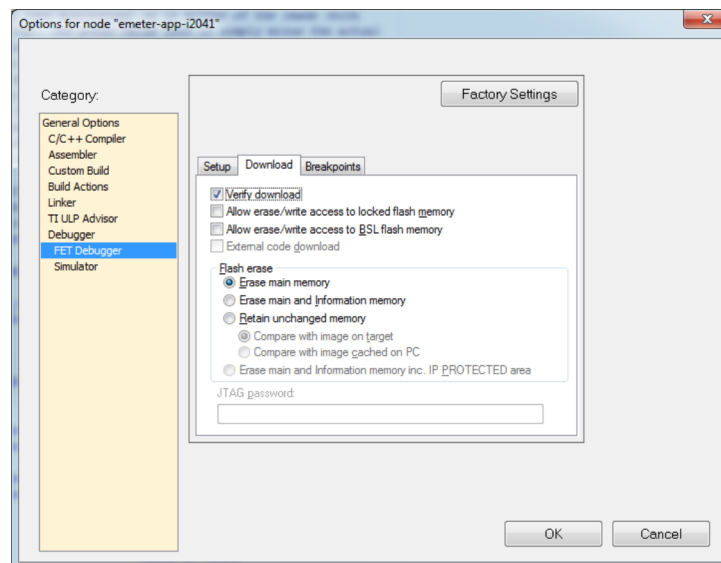 Options for node "emeter-app-i2041"
Category:
Factory Settings
General Options
C/C++ Compiler
Assembler
Custom Build
Build Actions
Linker
TI ULP Advisor
Debugger
FET Debugger
Simulator
Setup Download Breakpoints
Verify download
Allow erase/write access to locked flash memory
Allow erase/write access to BSL flash memory
External code download
Flash erase
Erase main memory
Erase main and Information memory
Retain unchanged memory
Compare with image on target
Compare with image cached on PC
Erase main and Information memory inc. IP PROTECTED area
JTAG password:
OK Cancel